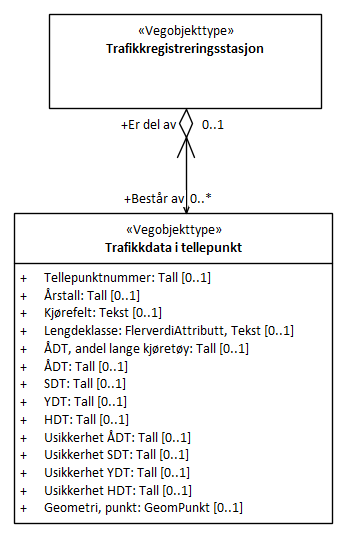 «Vegobjekttype»
Trafikkregistreringsstasjon
+Er del av 0..1
+Består av 0..*
«Vegobjekttype»
Trafikkdata i tellepunkt
+ Tellepunktnummer: Tall [0..1]
+ Årstall: Tall [0..1]
+ Kjørefelt: Tekst [0..1]
+ Lengdeklasse: FlerverdiAttributt, Tekst [0..1]
+ ÅDT, andel lange kjøretøy: Tall [0..1]
+ ÅDT: Tall [0..1]
+ SDT: Tall [0..1]
+ YDT: Tall [0..1]
+ HDT: Tall [0..1]
+ Usikkerhet ÅDT: Tall [0..1]
+ Usikkerhet SDT: Tall [0..1]
+ Usikkerhet YDT: Tall [0..1]
+ Usikkerhet HDT: Tall [0..1]
+ Geometri, punkt: GeomPunkt [0..1]